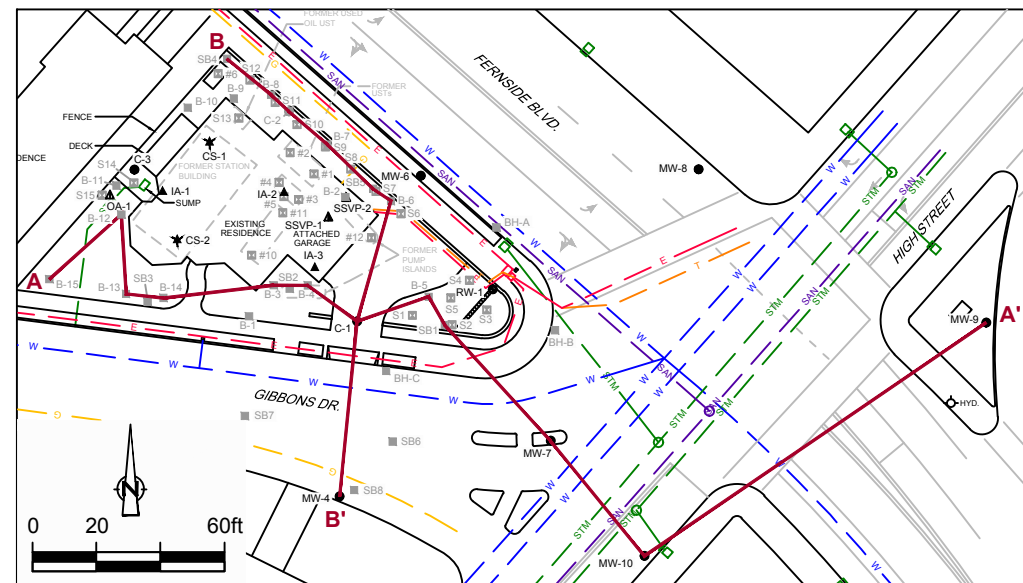 FORMER USED
OIL UST
B
SB4
S12
#6
B-8
B-9
S11
B-10
C-2
S13
S10
FORMER
USTs
E
G
W
SAN
FERNSIDE BLVD.
FENCE
DECK
DENCE
C-3
S14
B-11
S15
OA-1
B-12
CS-1
FORMER STATION
BUILDING
IA-1
SUMP
CS-2
EXISTING
RESIDENCE
#10
B-7
S9
#2
S8
#1
SB5
S7
#4
IA-2
#3
#5
#11
B-2
SSVP-2
SSVP-1
ATTACHED
GARAGE
IA-3
#12
B-6
S6
MW-6
MW-8
BH-A
FORMER
PUMP
ISLANDS
A
B-15
B-13
SB3
B-14
SB2
B-3
B-4
B-5
S4
RW-1
S5
S3
S1
SB1
S2
B-1
C-1
BH-B
BH-C
E
T
STM
SAN
W
HIGH STREET
A'
MW-9
HYD.
GIBBONS DR.
SB7
SB6
SB8
MW-4
B'
MW-7
MW-10
N
0
20
60ft